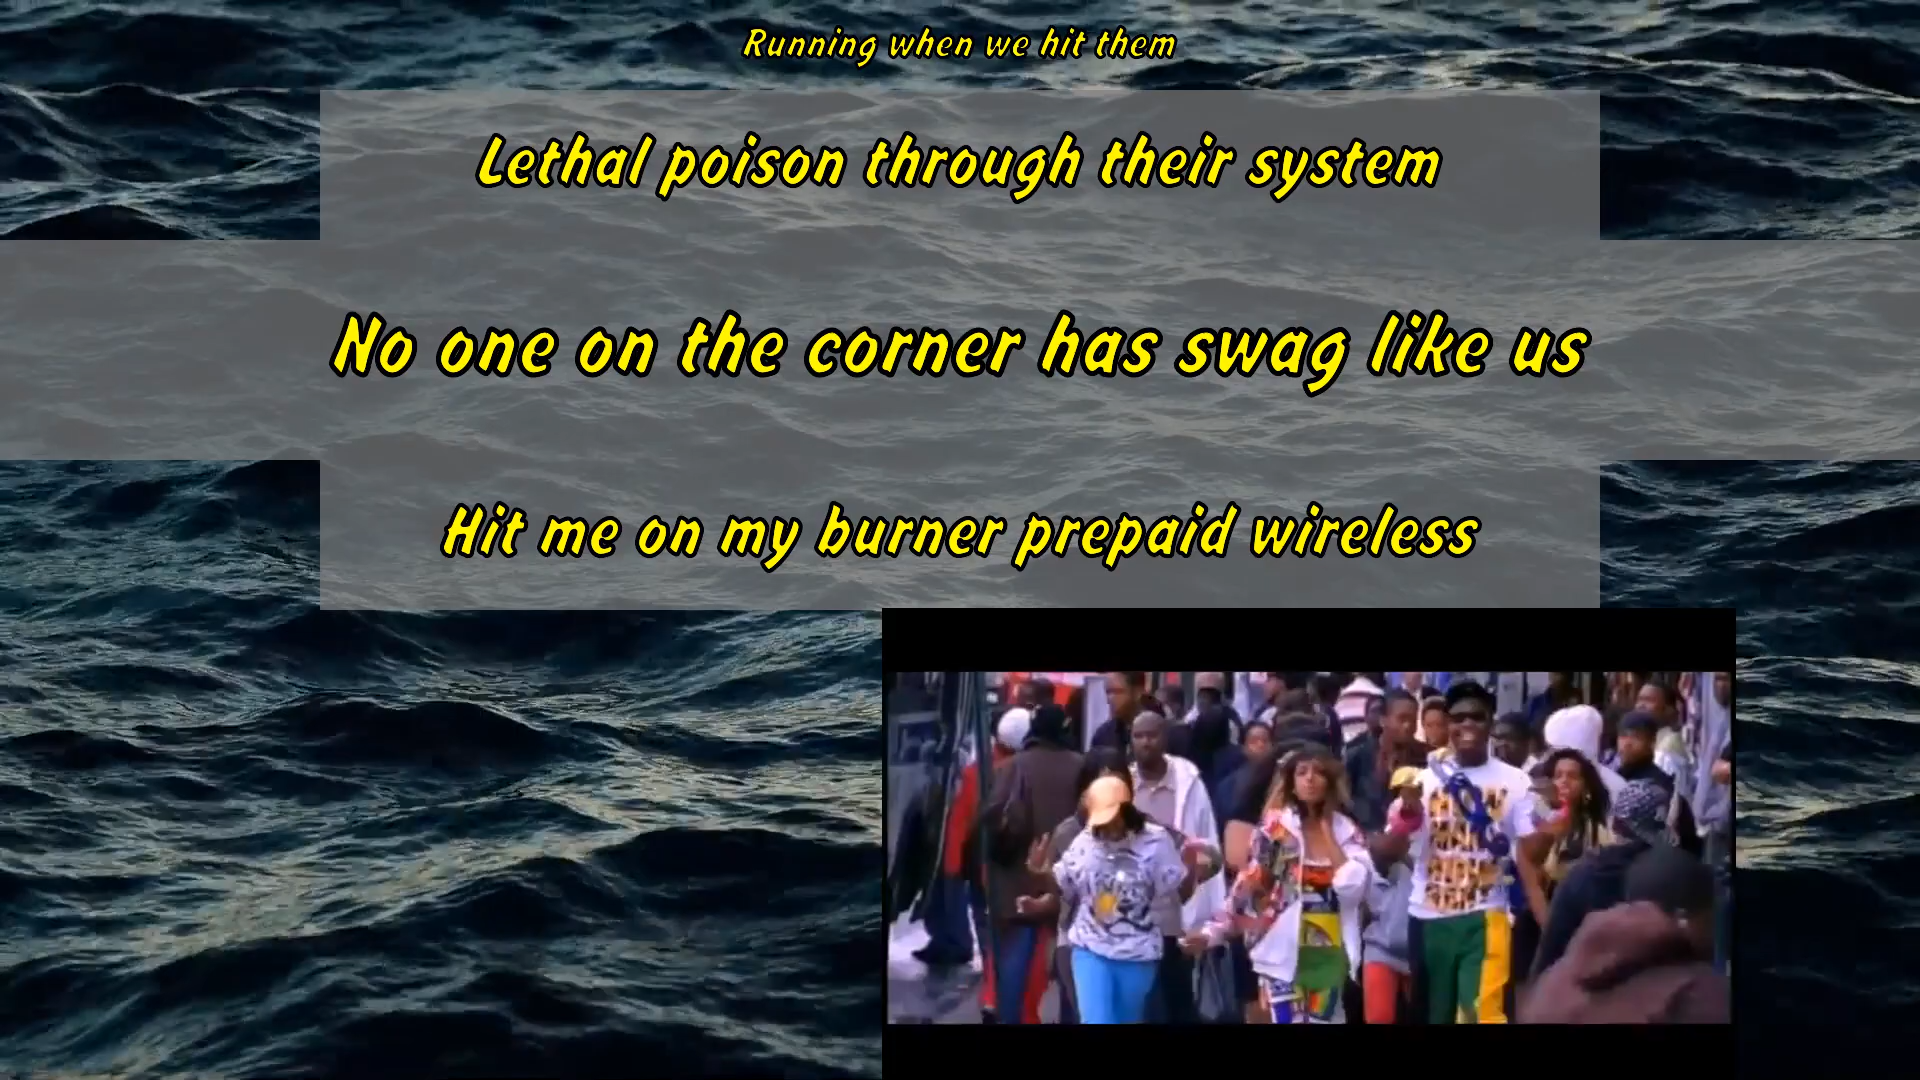 Running when we hit them
Lethal poison through their system
No one on the corner has swag like us
Hit me on my burner prepaid wireless